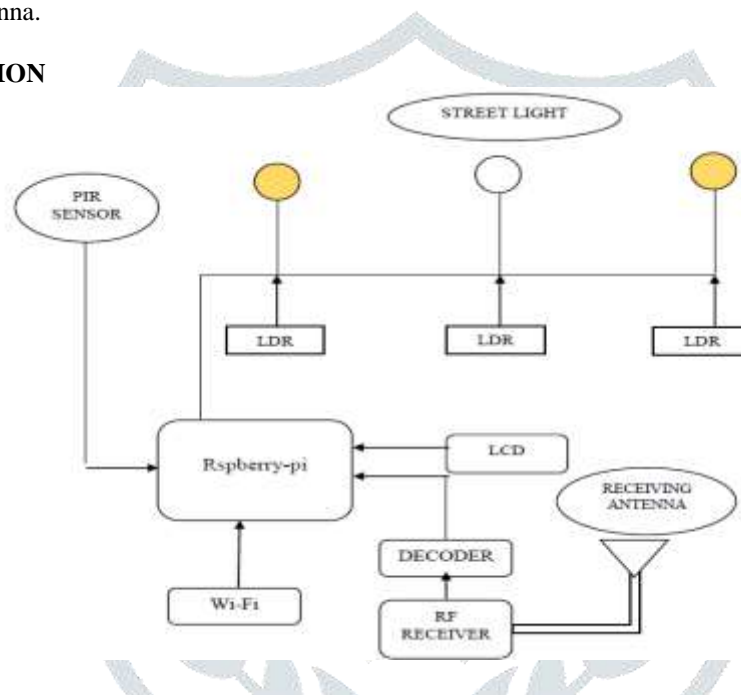 nna.
ION
STREET LIGHT
PIR
SENSOR
LDR
LDR
LDR
Rspberry-pi
LCD
RECEIVING
ANTENNA
DECODER
Wi-Fi
RF
RECEIVER